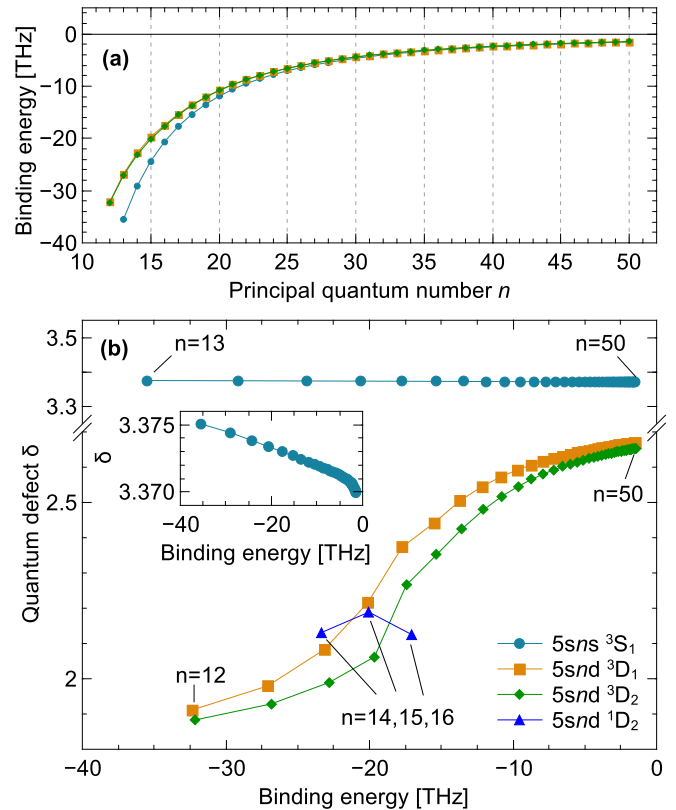 (a)
Binding energy [THz]
0
−10
−20
−30
−40
10 15 20 25 30 35 40 45 50
Principal quantum number n
(b)
Quantum defect δ
3.5
3.3
2.5
2
n=13
n=50
3.375
3.370
δ
−40 −20 0
Binding energy [THz]
n=50
n=12
n=14,15,16
5sns ³S₁
5snd ³D₁
5snd ³D₂
5snd ¹D₂
−40 −30 −20 −10 0
Binding energy [THz]